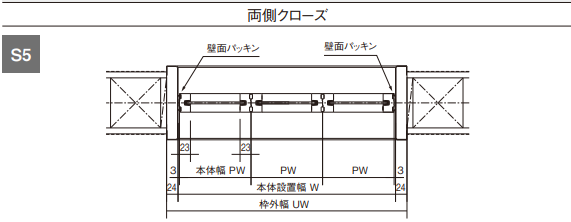 両側クローズ
S5
壁面パッキン 壁面パッキン
23 23
3 本体幅 PW PW PW 3
24 本体設置幅 W 24
枠外幅 UW